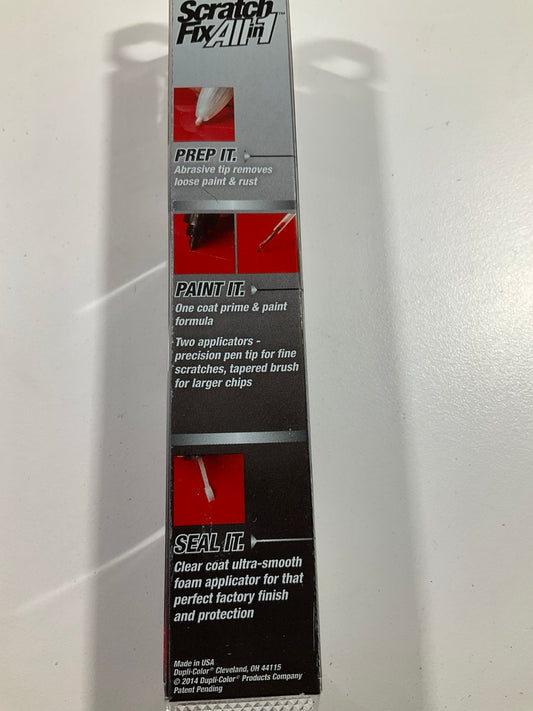 Scratch
Fix All in 1™
PREP IT.
Abrasive tip removes
loose paint & rust
PAINT IT.
One coat prime & paint
formula
Two applicators -
precision pen tip for fine
scratches, tapered brush
for larger chips
SEAL IT.
Clear coat ultra-smooth
foam applicator for that
perfect factory finish
and protection
Made in USA
Dupli-Color® Cleveland, OH 44115
© 2014 Dupli-Color® Products Company
Patent Pending